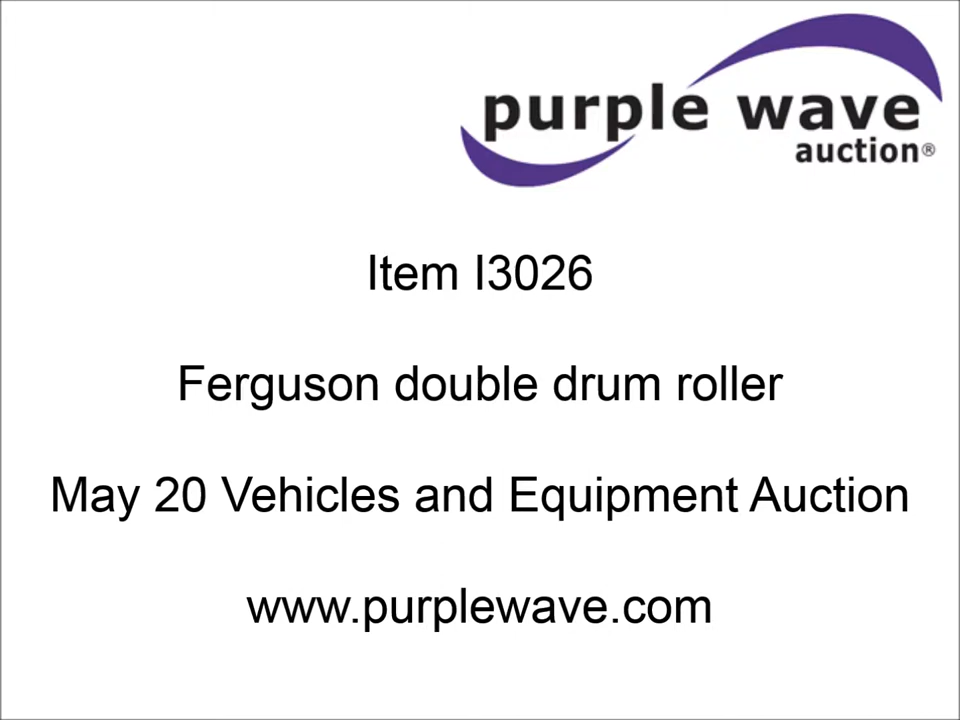 purple wave
auction®
Item I3026
Ferguson double drum roller
May 20 Vehicles and Equipment Auction
www.purplewave.com